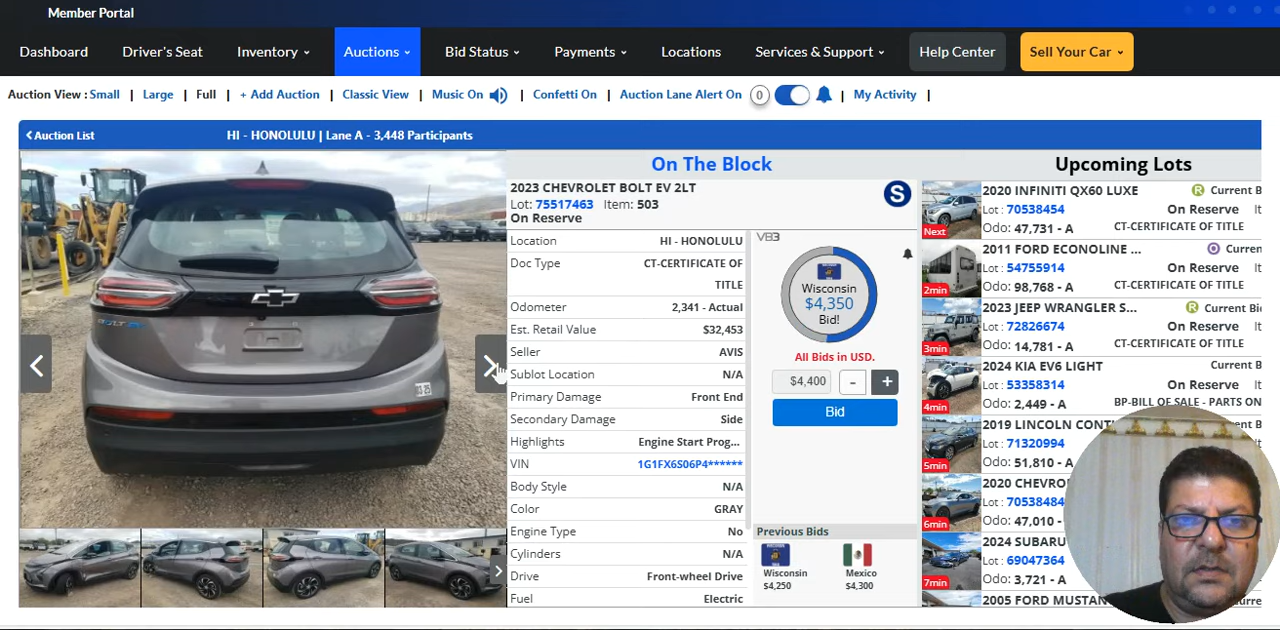 Member Portal
Dashboard Driver's Seat Inventory Auctions Bid Status Payments Locations Services & Support Help Center Sell Your Car
Auction View : Small | Large | Full | + Add Auction | Classic View | Music On | Confetti On | Auction Lane Alert On 0 | My Activity |
Auction List HI - HONOLULU | Lane A - 3,448 Participants
On The Block
2023 CHEVROLET BOLT EV 2LT
Lot: 75517463 Item: 503
On Reserve
S
Location HI - HONOLULU
Doc Type CT-CERTIFICATE OF
TITLE
Odometer 2,341 - Actual
Est. Retail Value $32,453
Seller AVIS
Sublot Location N/A
Primary Damage Front End
Secondary Damage Side
Highlights Engine Start Prog...
VIN 1G1FX6S06P4******
Body Style N/A
Color GRAY
Engine Type No
Cylinders N/A
Drive Front-wheel Drive
Fuel Electric
VB3
Wisconsin
$4,350
Bid!
All Bids in USD.
$4,400 - +
Bid
Previous Bids
Wisconsin
$4,250
Mexico
$4,300
Upcoming Lots
2020 INFINITI QX60 LUXE R Current B
Lot : 70538454 On Reserve It
Odo: 47,731 - A CT-CERTIFICATE OF TITLE
Next
2011 FORD ECONOLINE ... Curren
Lot : 54755914 On Reserve It
Odo: 98,768 - A CT-CERTIFICATE OF TITLE
2min
2023 JEEP WRANGLER S... R Current Bi
Lot : 72826674 On Reserve It
Odo: 14,781 - A CT-CERTIFICATE OF TITLE
3min
2024 KIA EV6 LIGHT Current B
Lot : 53358314 On Reserve It
Odo: 2,449 - A BP-BILL OF SALE - PARTS ON
4min
2019 LINCOLN CONT
Lot : 71320994
Odo: 51,810 - A
5min
2020 CHEVRO
Lot : 70538484
Odo: 47,010 -
6min
2024 SUBARU
Lot : 69047364
Odo: 3,721 - A
7min
2005 FORD MUSTAN